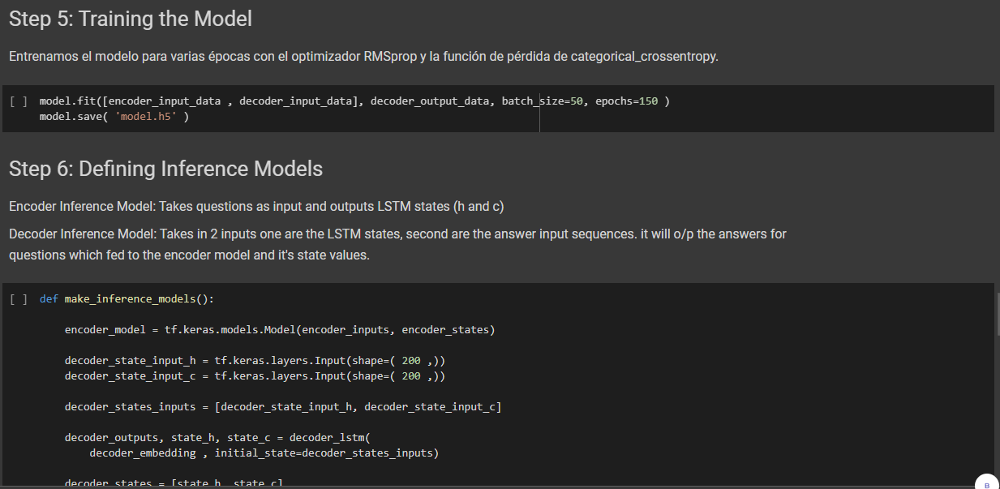 Step 5: Training the Model
Entrenamos el modelo para varias épocas con el optimizador RMSprop y la función de pérdida de categorical_crossentropy.
[ ] model.fit([encoder_input_data , decoder_input_data], decoder_output_data, batch_size=50, epochs=150 )
model.save( 'model.h5' )
Step 6: Defining Inference Models
Encoder Inference Model: Takes questions as input and outputs LSTM states (h and c)
Decoder Inference Model: Takes in 2 inputs one are the LSTM states, second are the answer input sequences. it will o/p the answers for
questions which fed to the encoder model and it's state values.
[ ] def make_inference_models():
encoder_model = tf.keras.models.Model(encoder_inputs, encoder_states)
decoder_state_input_h = tf.keras.layers.Input(shape=( 200 ,))
decoder_state_input_c = tf.keras.layers.Input(shape=( 200 ,))
decoder_states_inputs = [decoder_state_input_h, decoder_state_input_c]
decoder_outputs, state_h, state_c = decoder_lstm(
decoder_embedding , initial_state=decoder_states_inputs)
decoder_states = [state_h, state_c]
B